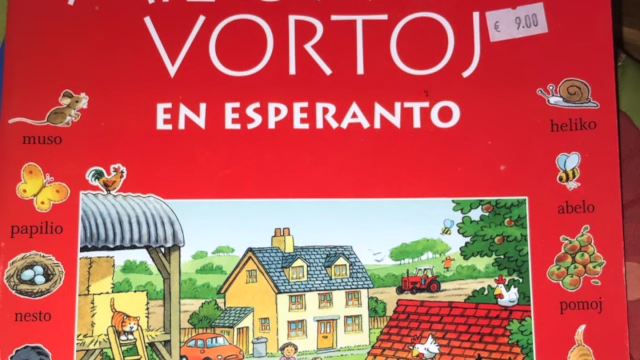 VORTOJ
€ 9.00
EN ESPERANTO
muso
heliko
papilio
abelo
nesto
pomoj